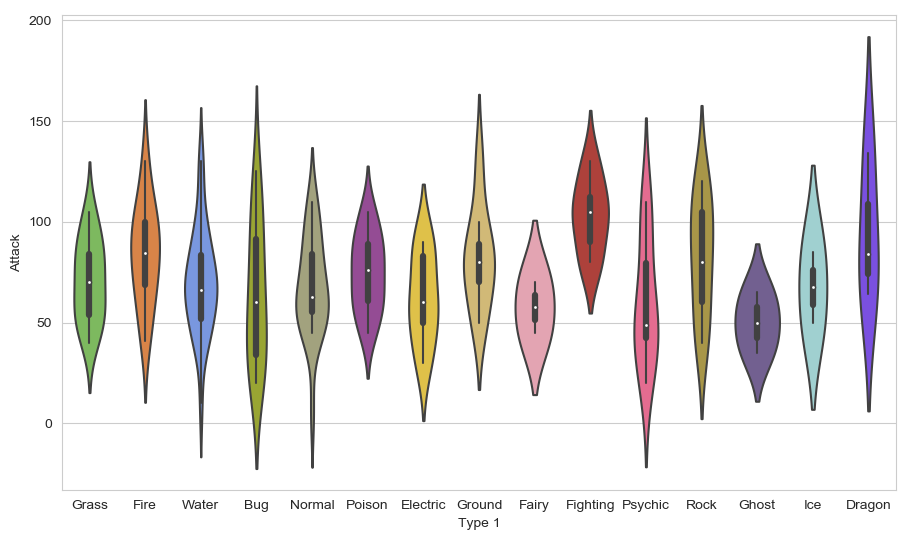 200
150
100
50
0
Attack
Grass Fire Water Bug Normal Poison Electric Ground Fairy Fighting Psychic Rock Ghost Ice Dragon
Type 1